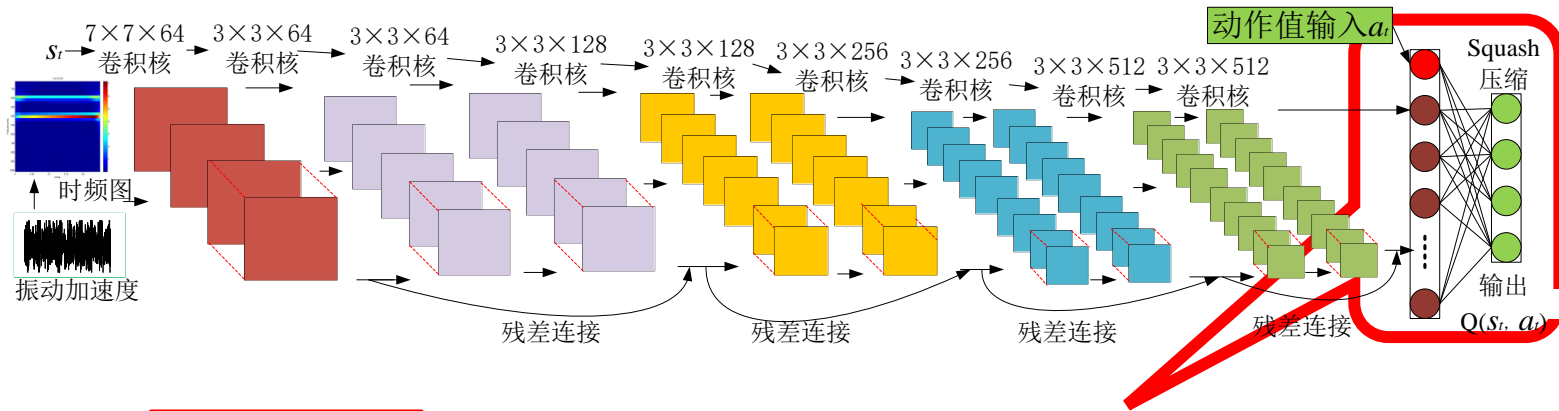 动作值输入aₜ
sₜ
7×7×64
卷积核
3×3×64
卷积核
3×3×64
卷积核
3×3×128
卷积核
3×3×128
卷积核
3×3×256
卷积核
3×3×256
卷积核
3×3×512
卷积核
3×3×512
卷积核
Squash
压缩
时频图
振动加速度
残差连接
残差连接
残差连接
残差连接
输出
Q(sₜ, aₜ)